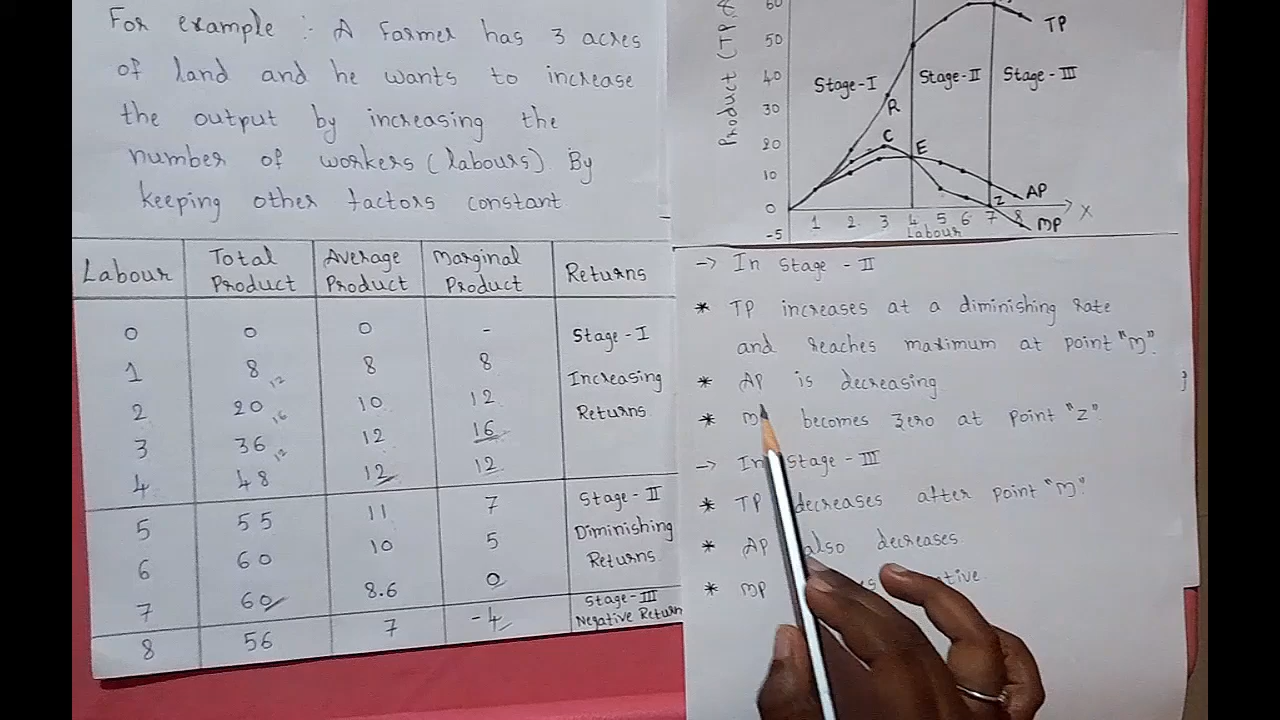 For example :- A Farmer has 3 acres
of land and he wants to increase
the output by increasing the
number of workers (labours). By
keeping other factors constant.
Labour Total Product Average Product Marginal Product Returns
0 0 0 - Stage-I
1 8 8 8 Increasing
12
2 20 10 12 Returns
16
3 36 12 16
12
4 48 12 12
5 55 11 7 Stage-II
6 60 10 5 Diminishing Returns
7 60 8.6 0
8 56 7 -4 Stage-III Negative Return
Product (TP
50
40
30
20
10
0
-5
Stage-I Stage-II Stage-III
TP
R
C
E
AP
Z
MP
1 2 3 4 5 6 7 8 X
Labour
-> In Stage-II
* TP increases at a diminishing rate
and reaches maximum at point "M".
* AP is decreasing
* becomes zero at point "Z"
-> In Stage-III
* TP decreases after point "M".
* AP also decreases.
* MP